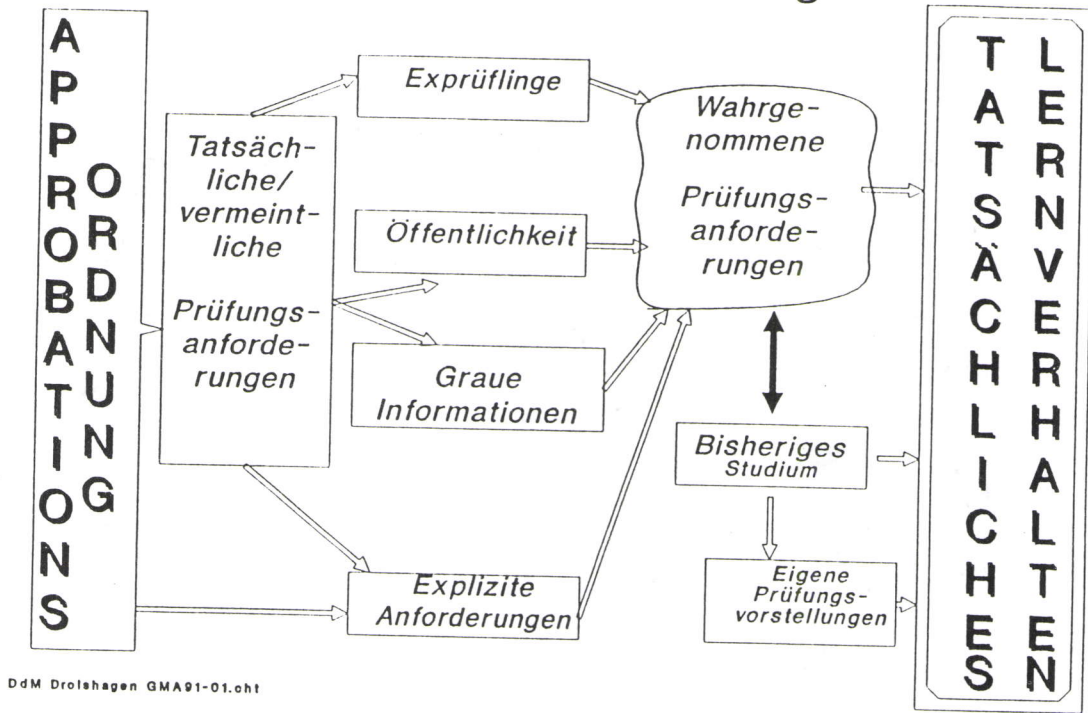 APPROBATIONS
ORDNUNG
Tatsäch-
liche/
vermeint-
liche
Prüfungs-
anforde-
rungen
Exprüflinge
Öffentlichkeit
Graue
Informationen
Explizite
Anforderungen
Wahrge-
nommene
Prüfungs-
anforde-
rungen
Bisheriges
Studium
Eigene
Prüfungs-
vorstellungen
TATSÄCHLICHES
LERNVERHALTEN
DdM Drolshagen GMA91-01.oht